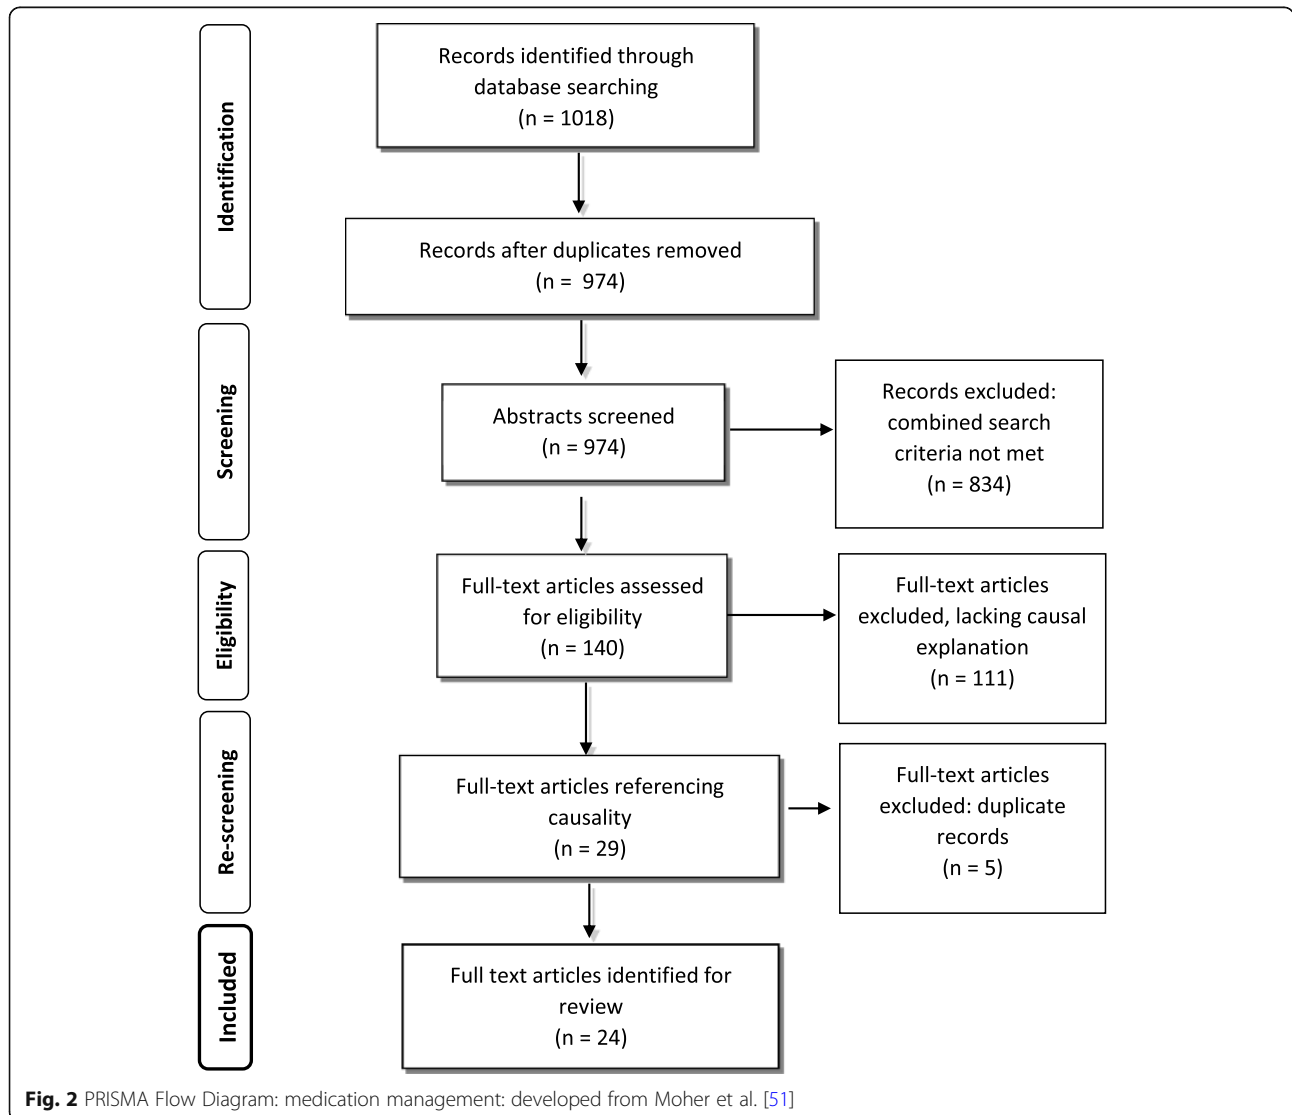 Identification
Records identified through
database searching
(n = 1018)
Records after duplicates removed
(n = 974)
Screening
Abstracts screened
(n = 974)
Records excluded:
combined search
criteria not met
(n = 834)
Eligibility
Full-text articles assessed
for eligibility
(n = 140)
Full-text articles
excluded, lacking causal
explanation
(n = 111)
Re-screening
Full-text articles referencing
causality
(n = 29)
Full-text articles
excluded: duplicate
records
(n = 5)
Included
Full text articles identified for
review
(n = 24)
Fig. 2 PRISMA Flow Diagram: medication management: developed from Moher et al. [51]